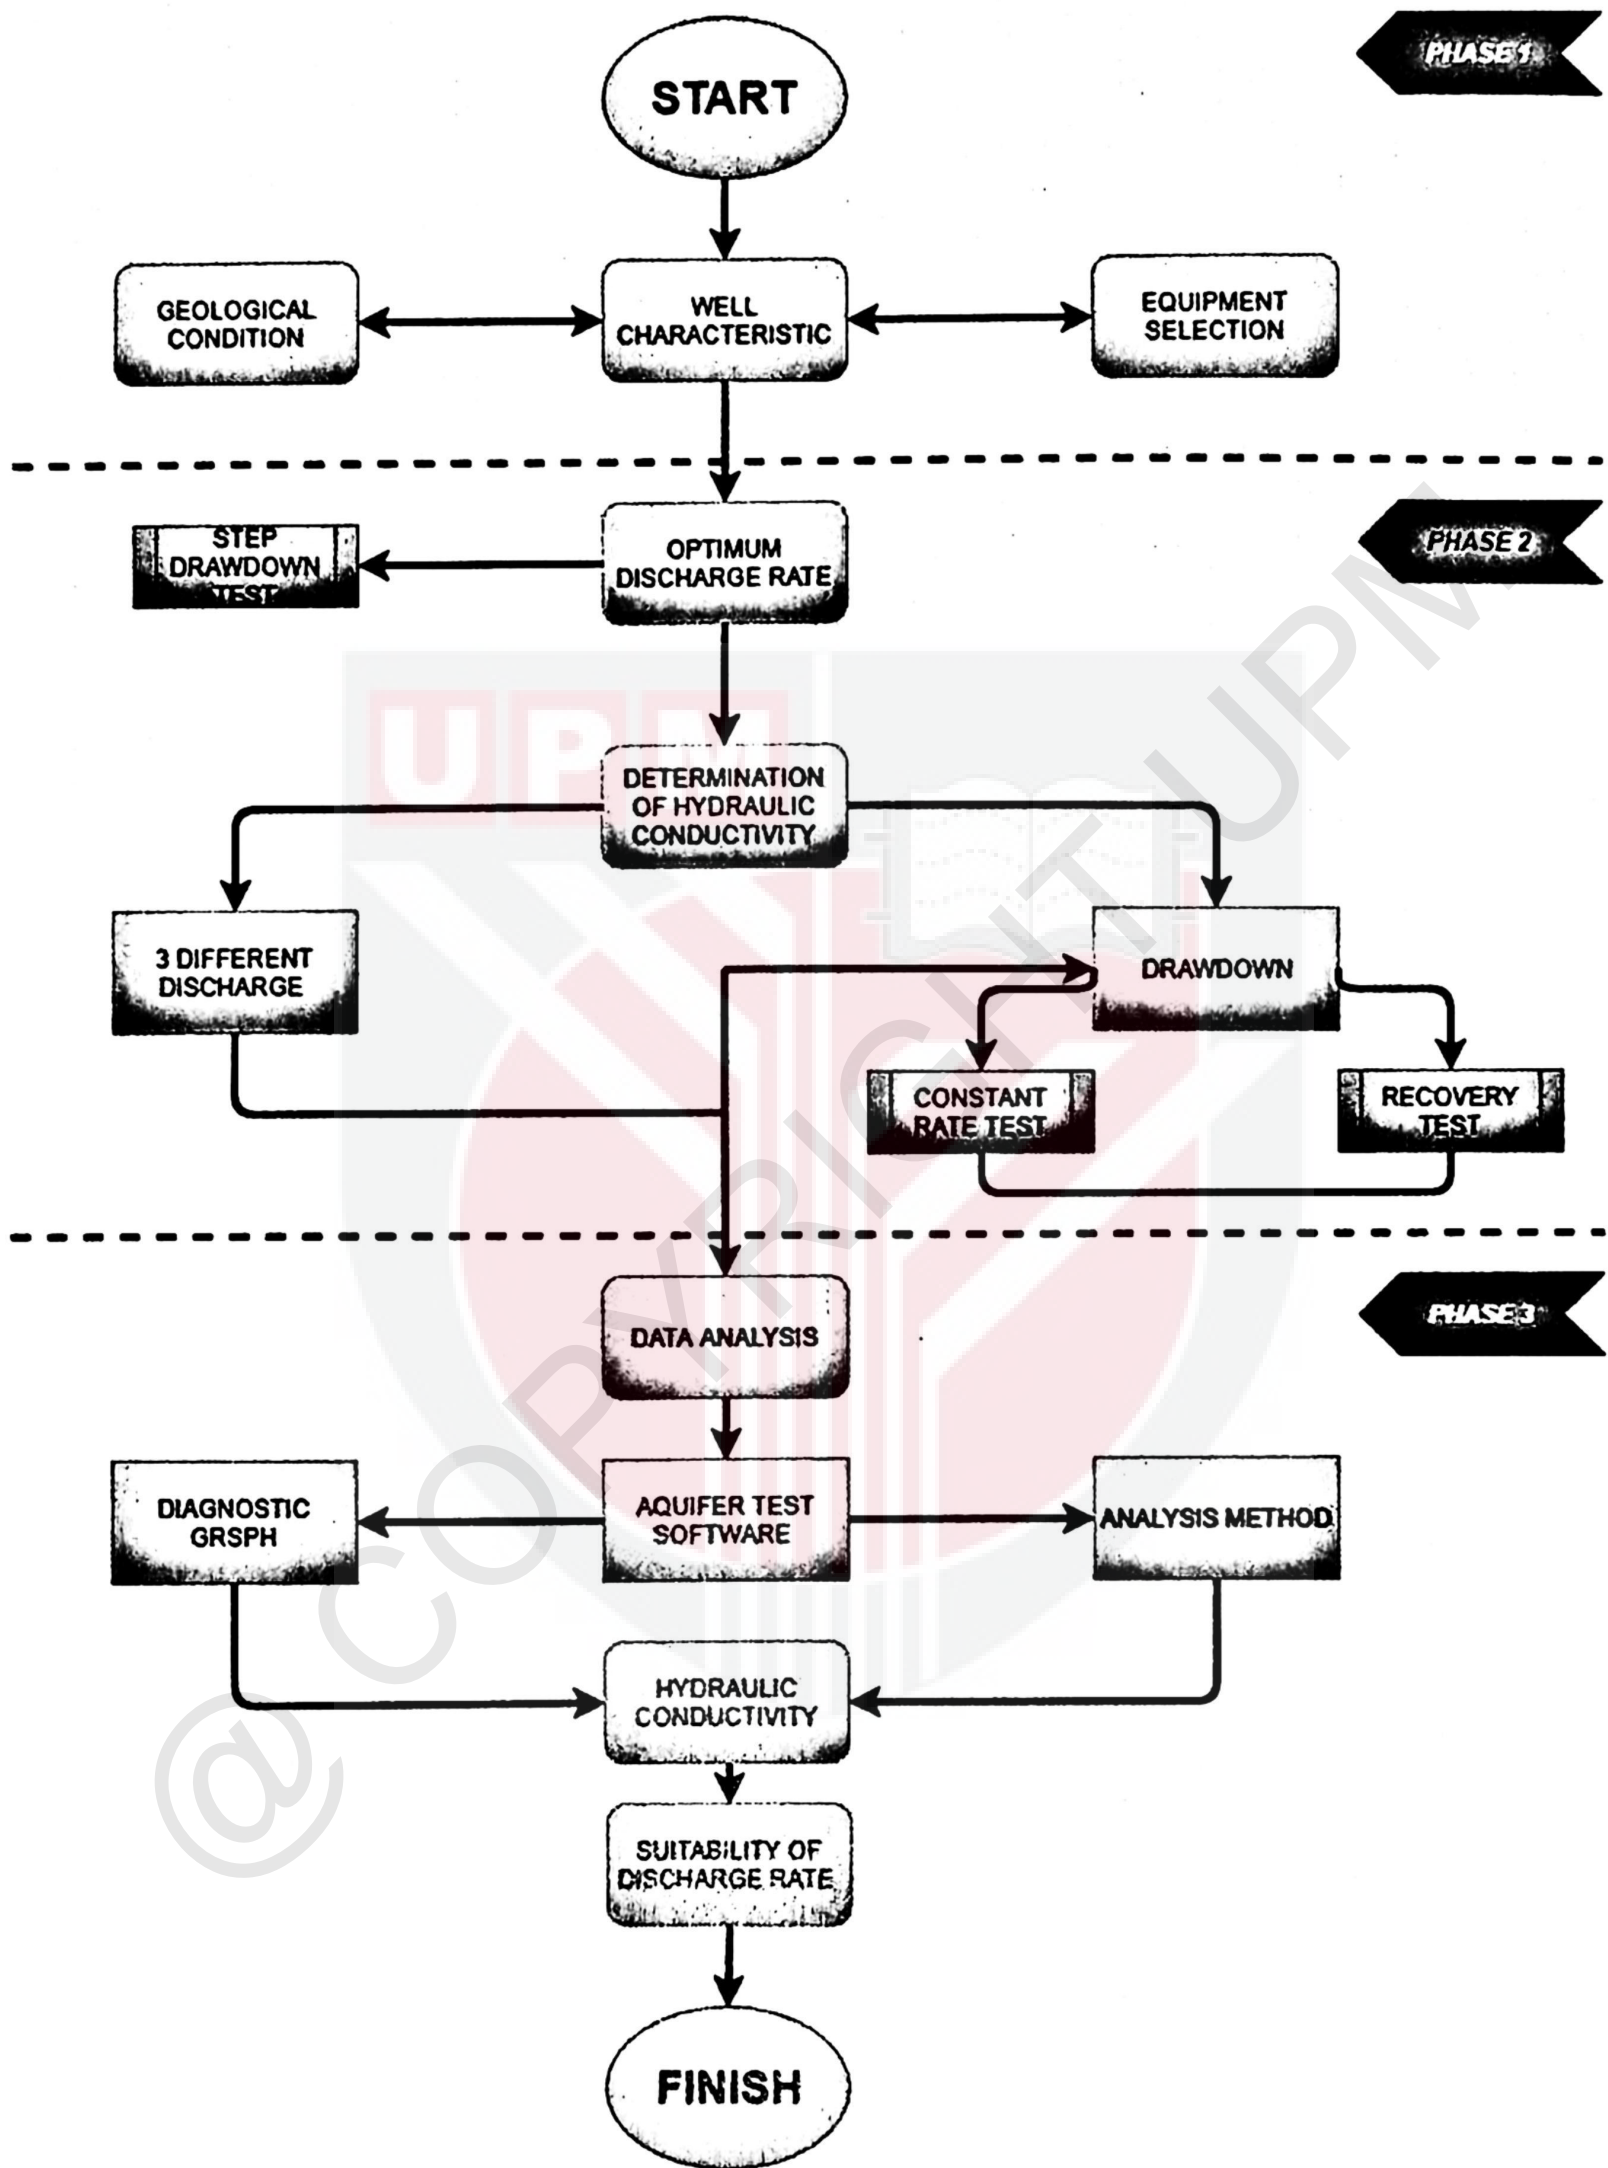 START
PHASE 1
GEOLOGICAL
CONDITION
WELL
CHARACTERISTIC
EQUIPMENT
SELECTION
PHASE 2
STEP
DRAWDOWN
TEST
OPTIMUM
DISCHARGE RATE
UPM
DETERMINATION
OF HYDRAULIC
CONDUCTIVITY
3 DIFFERENT
DISCHARGE
DRAWDOWN
CONSTANT
RATE TEST
RECOVERY
TEST
PHASE 3
DATA ANALYSIS
DIAGNOSTIC
GRSPH
AQUIFER TEST
SOFTWARE
ANALYSIS METHOD
HYDRAULIC
CONDUCTIVITY
SUITABILITY OF
DISCHARGE RATE
FINISH
@ COPYRIGHT UPM